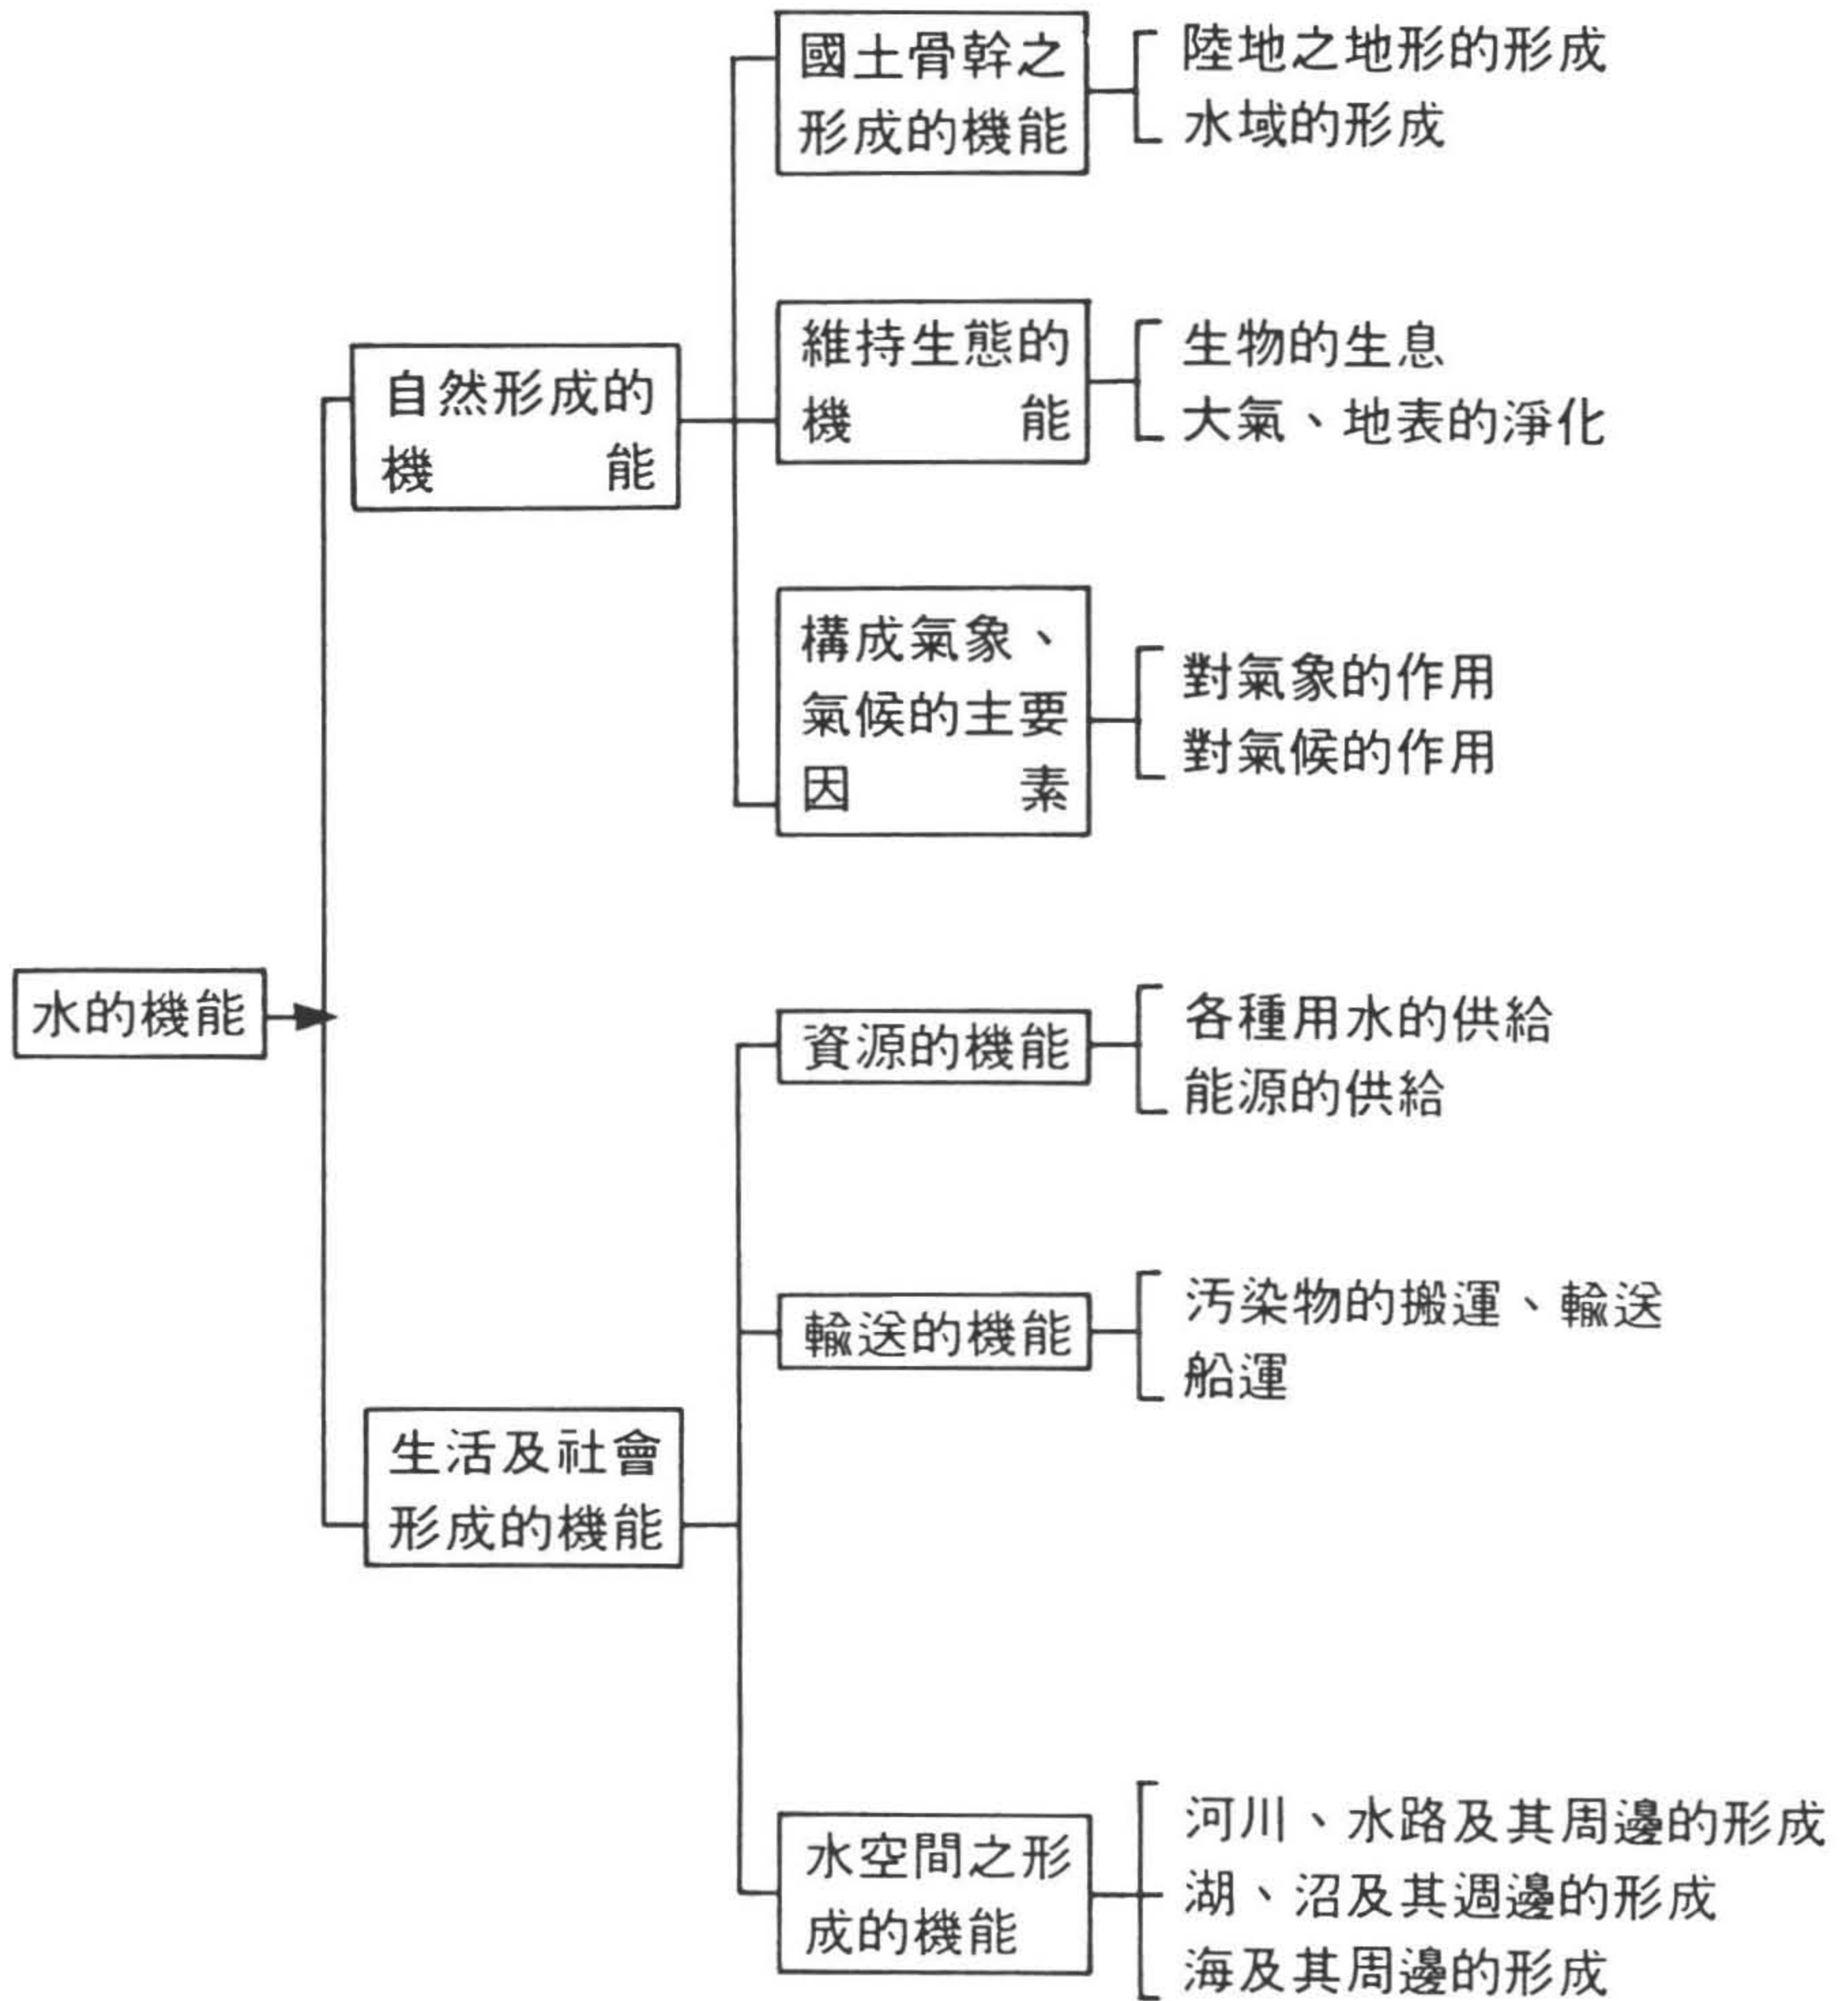 國土骨幹之
形成的機能
陸地之地形的形成
水域的形成
自然形成的
機能
維持生態的
機能
生物的生息
大氣、地表的淨化
構成氣象、
氣候的主要
因素
對氣象的作用
對氣候的作用
水的機能
資源的機能
各種用水的供給
能源的供給
輸送的機能
汚染物的搬運、輸送
船運
生活及社會
形成的機能
水空間之形
成的機能
河川、水路及其周邊的形成
湖、沼及其週邊的形成
海及其周邊的形成